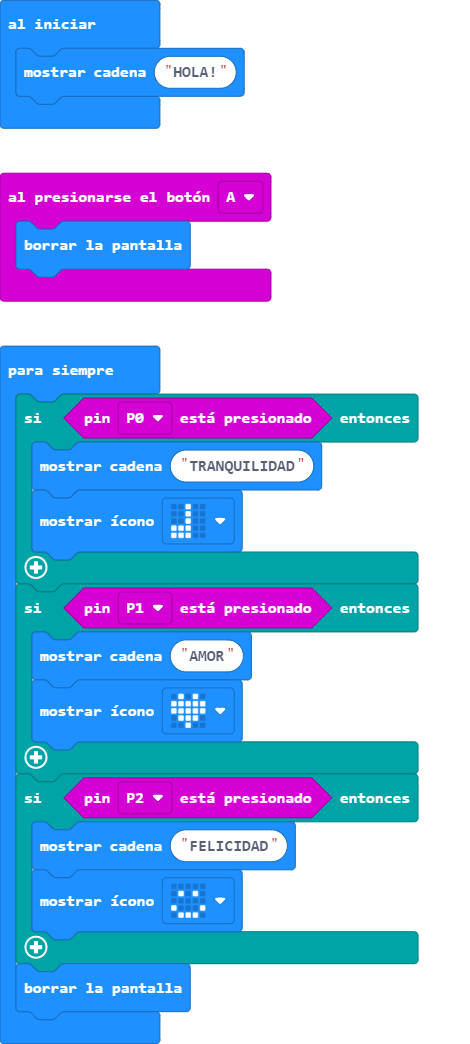 al iniciar
mostrar cadena "HOLA!"
al presionarse el botón A
borrar la pantalla
para siempre
si pin P0 está presionado entonces
mostrar cadena "TRANQUILIDAD"
mostrar ícono
si pin P1 está presionado entonces
mostrar cadena "AMOR"
mostrar ícono
si pin P2 está presionado entonces
mostrar cadena "FELICIDAD"
mostrar ícono
borrar la pantalla